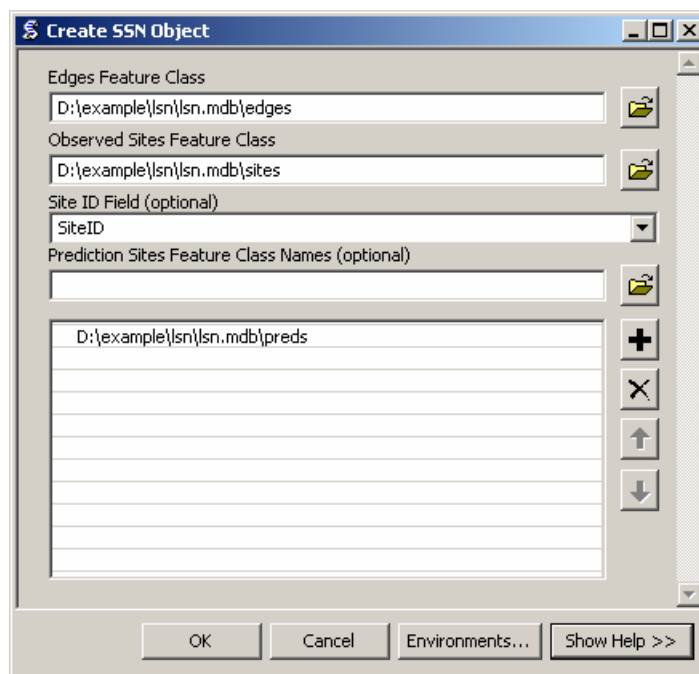 Create SSN Object
Edges Feature Class
D:\example\lsn\lsn.mdb\edges
Observed Sites Feature Class
D:\example\lsn\lsn.mdb\sites
Site ID Field (optional)
SiteID
Prediction Sites Feature Class Names (optional)
D:\example\lsn\lsn.mdb\preds
OK Cancel Environments... Show Help >>